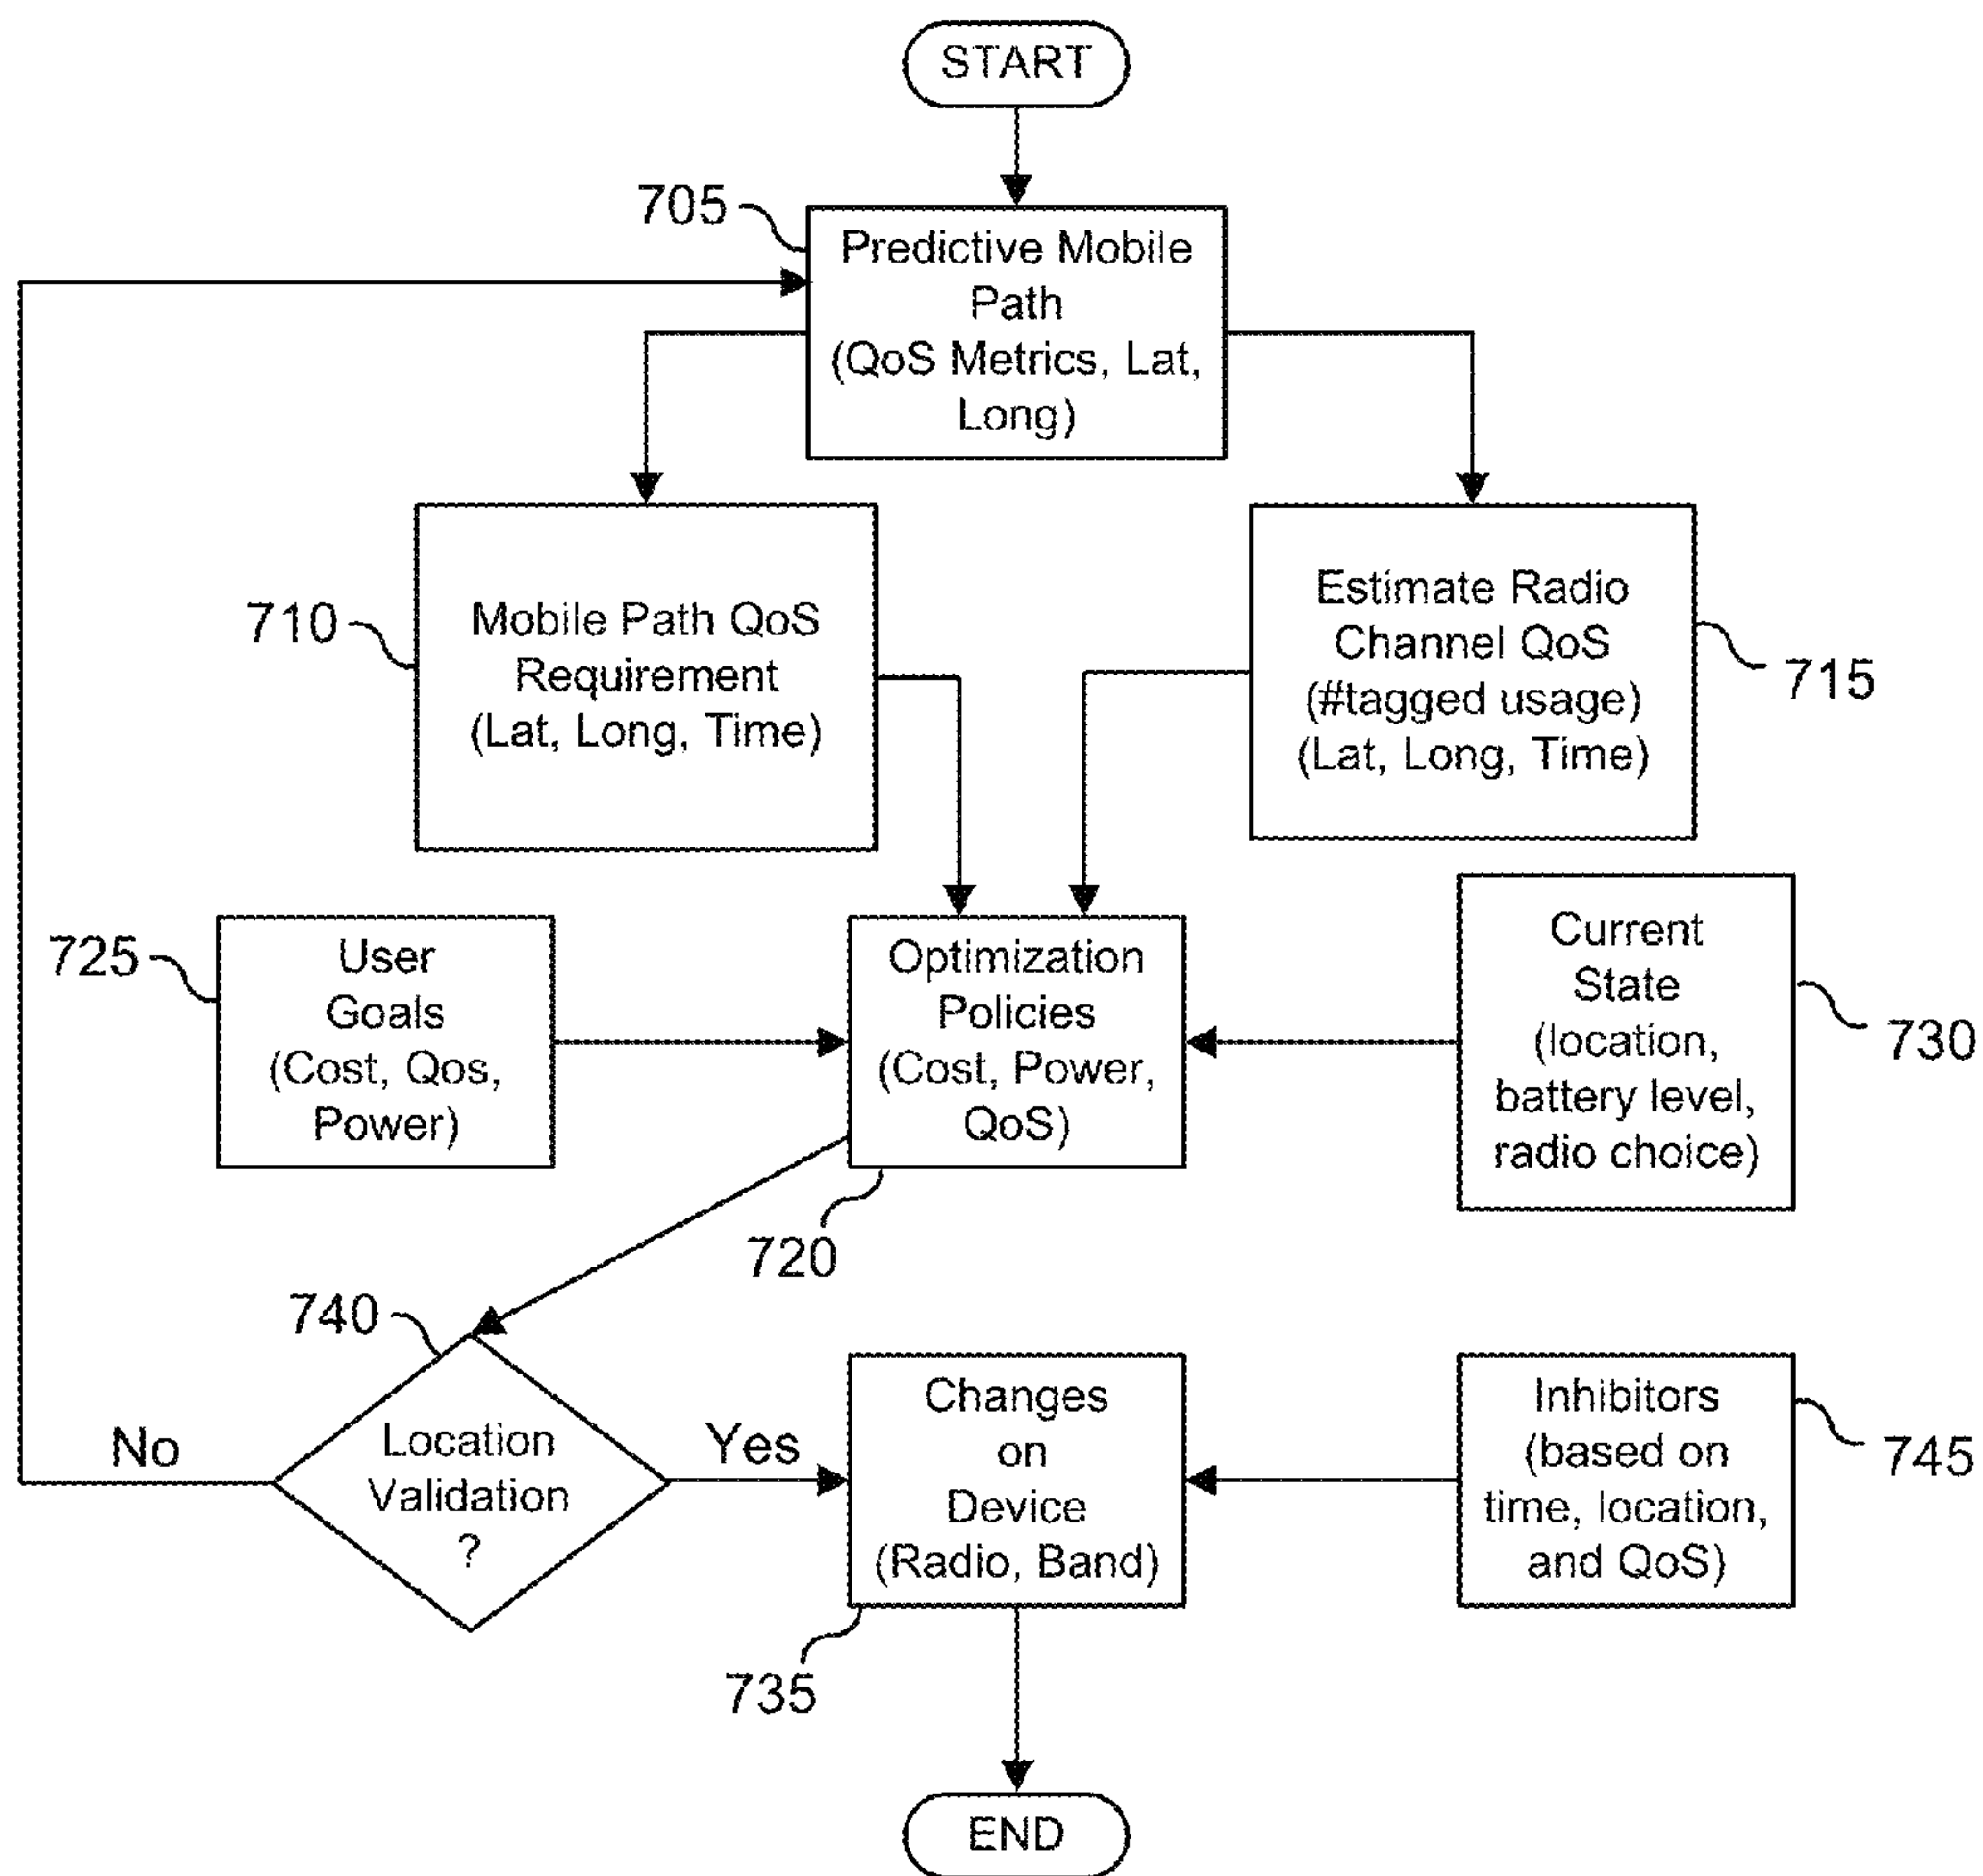 START
705
Predictive Mobile
Path
(QoS Metrics, Lat,
Long)
710
Mobile Path QoS
Requirement
(Lat, Long, Time)
Estimate Radio
Channel QoS
(#tagged usage)
(Lat, Long, Time)
715
725
User
Goals
(Cost, Qos,
Power)
Optimization
Policies
(Cost, Power,
QoS)
720
Current
State
(location,
battery level,
radio choice)
730
740
Location
Validation
?
No
Yes
Changes
on
Device
(Radio, Band)
735
Inhibitors
(based on
time, location,
and QoS)
745
END